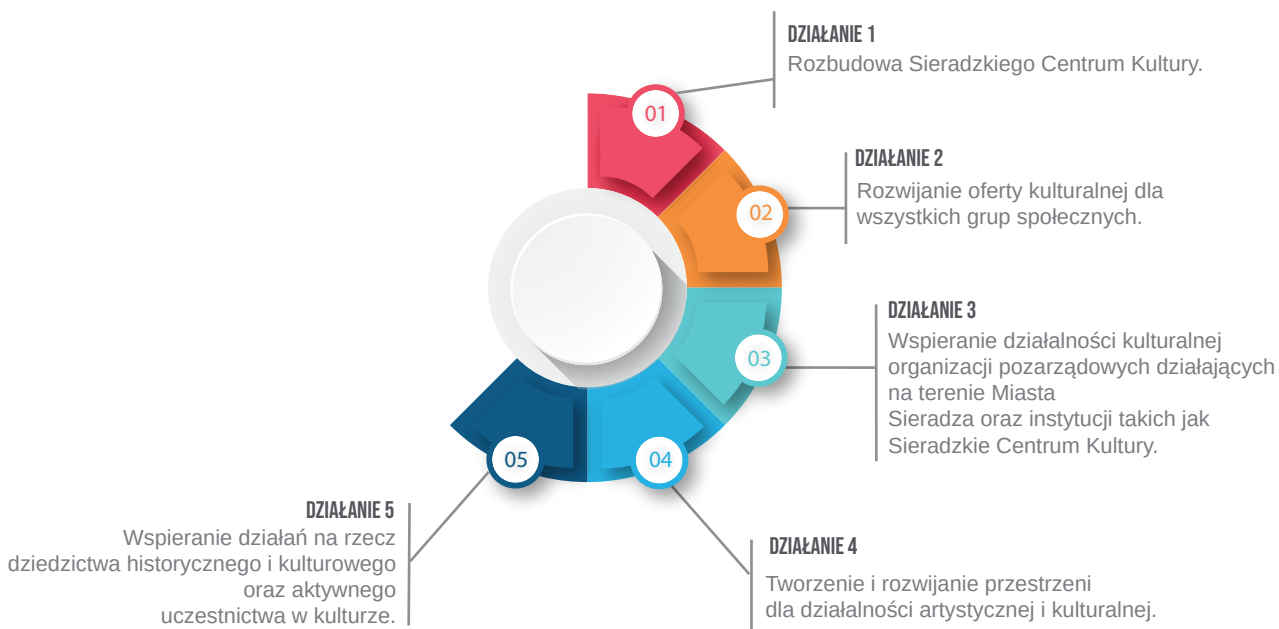 DZIAŁANIE 1
Rozbudowa Sieradzkiego Centrum Kultury.
01
DZIAŁANIE 2
Rozwijanie oferty kulturalnej dla
wszystkich grup społecznych.
02
DZIAŁANIE 3
Wspieranie działalności kulturalnej
organizacji pozarządowych działających
na terenie Miasta
Sieradza oraz instytucji takich jak
Sieradzkie Centrum Kultury.
03
04
DZIAŁANIE 4
Tworzenie i rozwijanie przestrzeni
dla działalności artystycznej i kulturalnej.
05
DZIAŁANIE 5
Wspieranie działań na rzecz
dziedzictwa historycznego i kulturowego
oraz aktywnego
uczestnictwa w kulturze.